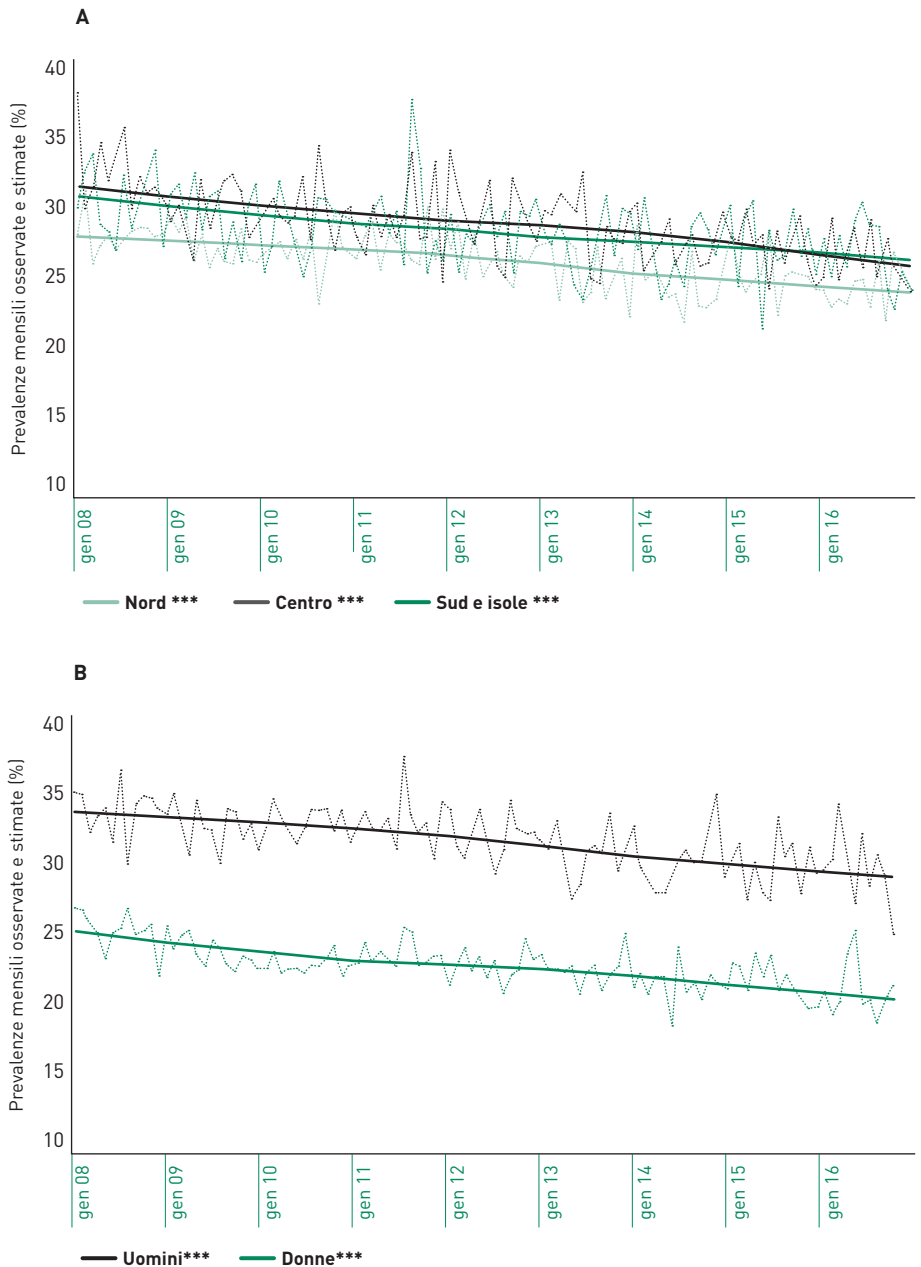 A
Prevalenze mensili osservate e stimate (%)
40
35
30
25
20
15
10
gen 08
gen 09
gen 10
gen 11
gen 12
gen 13
gen 14
gen 15
gen 16
Nord *** Centro *** Sud e isole ***
B
Prevalenze mensili osservate e stimate (%)
40
35
30
25
20
15
10
gen 08
gen 09
gen 10
gen 11
gen 12
gen 13
gen 14
gen 15
gen 16
Uomini*** Donne***